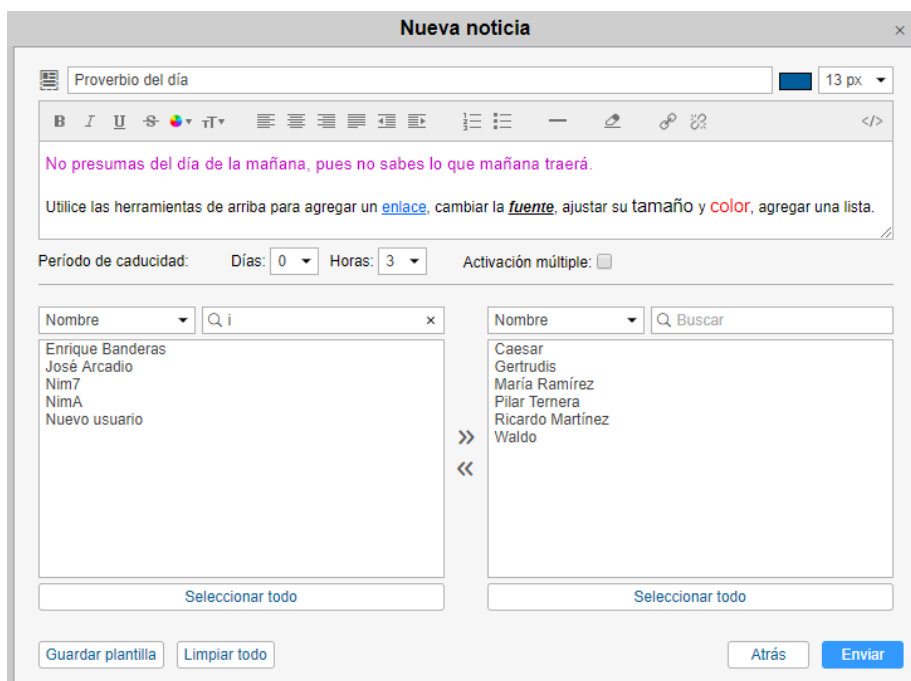 Nueva noticia
×
Proverbio del día
13 px
B I U S тT
</>
No presumas del día de la mañana, pues no sabes lo que mañana traerá.
Utilice las herramientas de arriba para agregar un enlace, cambiar la fuente, ajustar su tamaño y color, agregar una lista.
Período de caducidad: Días: 0 Horas: 3 Activación múltiple:
Nombre i × Nombre Buscar
Enrique Banderas
José Arcadio
Nim7
NimA
Nuevo usuario
Caesar
Gertrudis
María Ramírez
Pilar Ternera
Ricardo Martínez
Waldo
Seleccionar todo Seleccionar todo
Guardar plantilla Limpiar todo Atrás Enviar